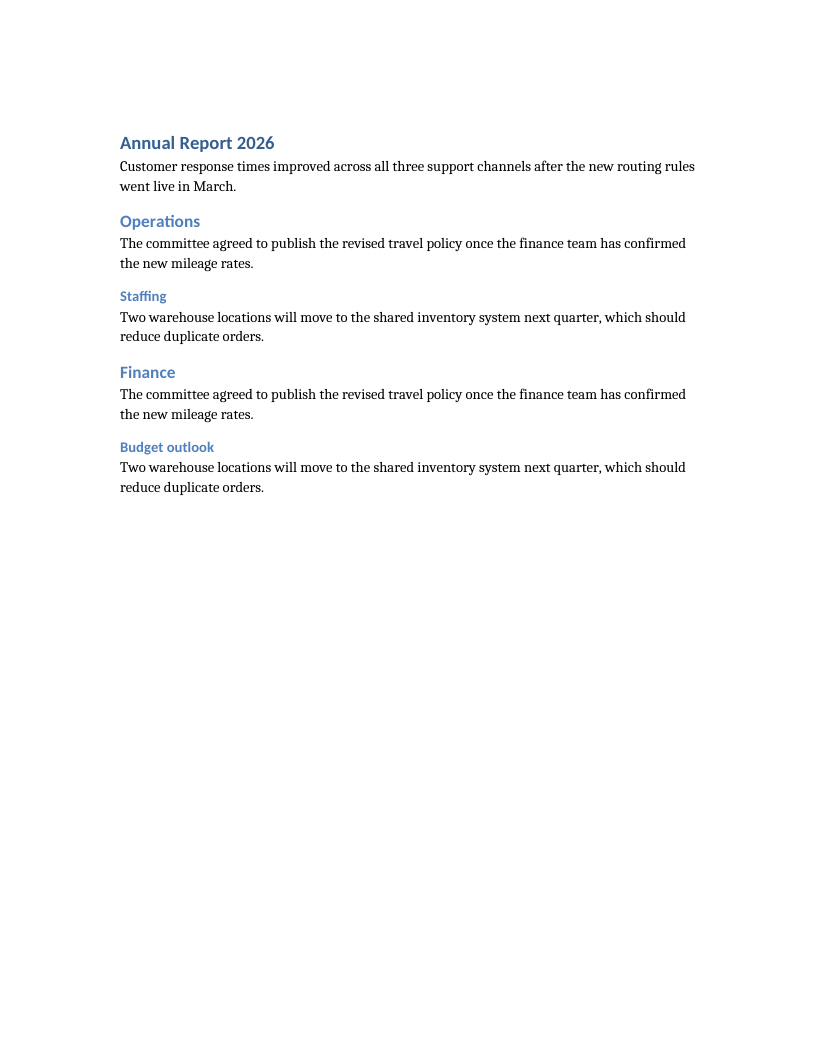 Annual Report 2026
Customer response times improved across all three support channels after the new routing rules
went live in March.
Operations
The committee agreed to publish the revised travel policy once the finance team has confirmed
the new mileage rates.
Staffing
Two warehouse locations will move to the shared inventory system next quarter, which should
reduce duplicate orders.
Finance
The committee agreed to publish the revised travel policy once the finance team has confirmed
the new mileage rates.
Budget outlook
Two warehouse locations will move to the shared inventory system next quarter, which should
reduce duplicate orders.